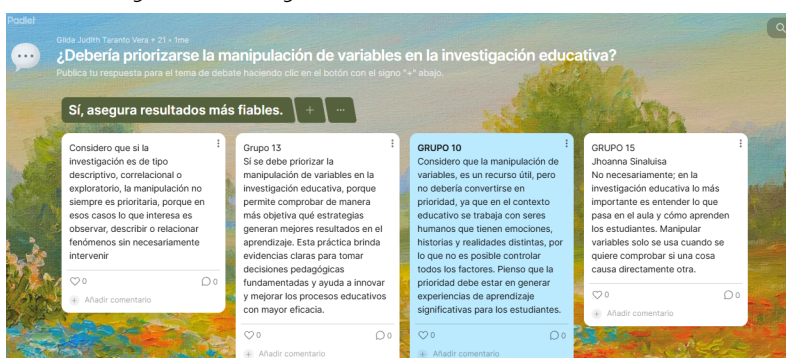 Padlet
Gilda Judith Taranto Vera + 21 • 1me
¿Debería priorizarse la manipulación de variables en la investigación educativa?
Publica tu respuesta para el tema de debate haciendo clic en el botón con el signo "+" abajo.
Sí, asegura resultados más fiables.
Considero que si la
investigación es de tipo
descriptivo, correlacional o
exploratorio, la manipulación no
siempre es prioritaria, porque en
esos casos lo que interesa es
observar, describir o relacionar
fenómenos sin necesariamente
intervenir
0
0
Añadir comentario
Grupo 13
Sí se debe priorizar la
manipulación de variables en la
investigación educativa, porque
permite comprobar de manera
más objetiva qué estrategias
generan mejores resultados en el
aprendizaje. Esta práctica brinda
evidencias claras para tomar
decisiones pedagógicas
fundamentadas y ayuda a innovar
y mejorar los procesos educativos
con mayor eficacia.
0
0
Añadir comentario
GRUPO 10
Considero que la manipulación de
variables, es un recurso útil, pero
no debería convertirse en
prioridad, ya que en el contexto
educativo se trabaja con seres
humanos que tienen emociones,
historias y realidades distintas, por
lo que no es posible controlar
todos los factores. Pienso que la
prioridad debe estar en generar
experiencias de aprendizaje
significativas para los estudiantes.
0
0
Añadir comentario
GRUPO 15
Jhoanna Sinaluisa
No necesariamente; en la
investigación educativa lo más
importante es entender lo que
pasa en el aula y cómo aprenden
los estudiantes. Manipular
variables solo se usa cuando se
quiere comprobar si una cosa
causa directamente otra.
0
0
Añadir comentario